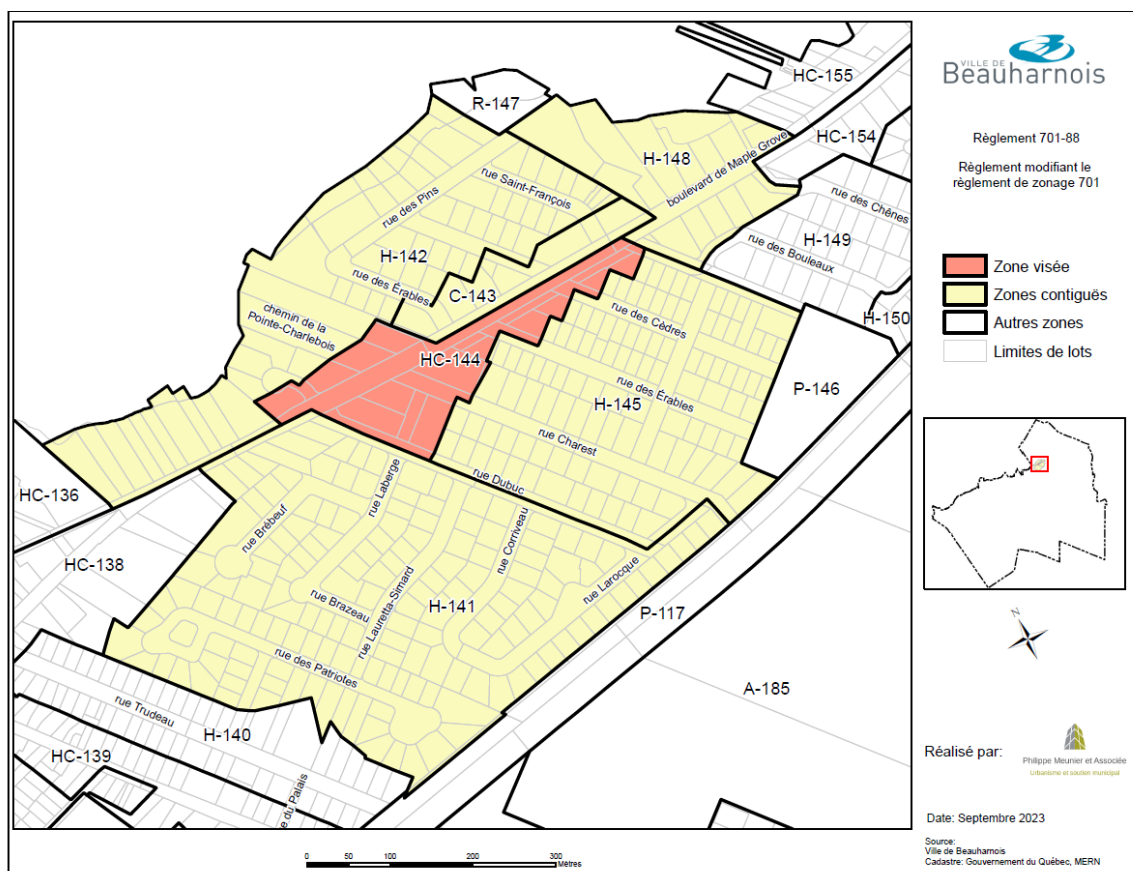 HC-155
R-147
HC-154
H-148
boulevard de Maple Grove
rue Saint-François
rue des Pins
rue des Chênes
H-149
rue des Bouleaux
H-142
rue des Érables
C-143
chemin de la
Pointe-Charlebois
rue des Cèdres
H-150
HC-144
P-146
rue des Érables
H-145
rue Charest
rue Dubuc
rue Laberge
HC-136
rue Brébeuf
rue Corriveau
HC-138
rue Larocque
rue Brazeau
H-141
P-117
rue Lauretta-Simard
rue des Patriotes
A-185
rue Trudeau
H-140
HC-139
e du Palais
0 50 100 200 300
Mètres
VILLE DE
Beauharnois
Règlement 701-88
Règlement modifiant le
règlement de zonage 701
Zone visée
Zones contiguës
Autres zones
Limites de lots
N
Réalisé par:
Philippe Meunier et Associée
Urbanisme et soutien municipal
Date: Septembre 2023
Source:
Ville de Beauharnois
Cadastre: Gouvernement du Québec, MERN